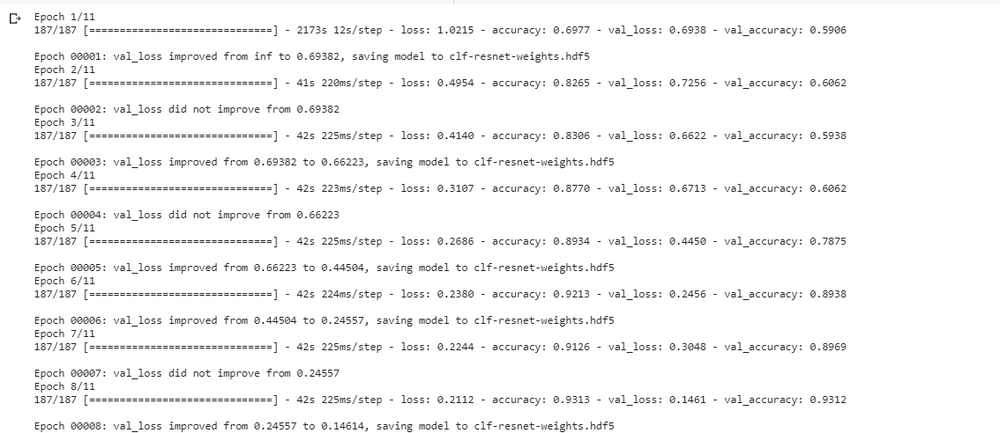 Epoch 1/11
187/187 [==============================] - 2173s 12s/step - loss: 1.0215 - accuracy: 0.6977 - val_loss: 0.6938 - val_accuracy: 0.5906
Epoch 00001: val_loss improved from inf to 0.69382, saving model to clf-resnet-weights.hdf5
Epoch 2/11
187/187 [==============================] - 41s 220ms/step - loss: 0.4954 - accuracy: 0.8265 - val_loss: 0.7256 - val_accuracy: 0.6062
Epoch 00002: val_loss did not improve from 0.69382
Epoch 3/11
187/187 [==============================] - 42s 225ms/step - loss: 0.4140 - accuracy: 0.8306 - val_loss: 0.6622 - val_accuracy: 0.5938
Epoch 00003: val_loss improved from 0.69382 to 0.66223, saving model to clf-resnet-weights.hdf5
Epoch 4/11
187/187 [==============================] - 42s 223ms/step - loss: 0.3107 - accuracy: 0.8770 - val_loss: 0.6713 - val_accuracy: 0.6062
Epoch 00004: val_loss did not improve from 0.66223
Epoch 5/11
187/187 [==============================] - 42s 225ms/step - loss: 0.2686 - accuracy: 0.8934 - val_loss: 0.4450 - val_accuracy: 0.7875
Epoch 00005: val_loss improved from 0.66223 to 0.44504, saving model to clf-resnet-weights.hdf5
Epoch 6/11
187/187 [==============================] - 42s 224ms/step - loss: 0.2380 - accuracy: 0.9213 - val_loss: 0.2456 - val_accuracy: 0.8938
Epoch 00006: val_loss improved from 0.44504 to 0.24557, saving model to clf-resnet-weights.hdf5
Epoch 7/11
187/187 [==============================] - 42s 225ms/step - loss: 0.2244 - accuracy: 0.9126 - val_loss: 0.3048 - val_accuracy: 0.8969
Epoch 00007: val_loss did not improve from 0.24557
Epoch 8/11
187/187 [==============================] - 42s 225ms/step - loss: 0.2112 - accuracy: 0.9313 - val_loss: 0.1461 - val_accuracy: 0.9312
Epoch 00008: val_loss improved from 0.24557 to 0.14614, saving model to clf-resnet-weights.hdf5